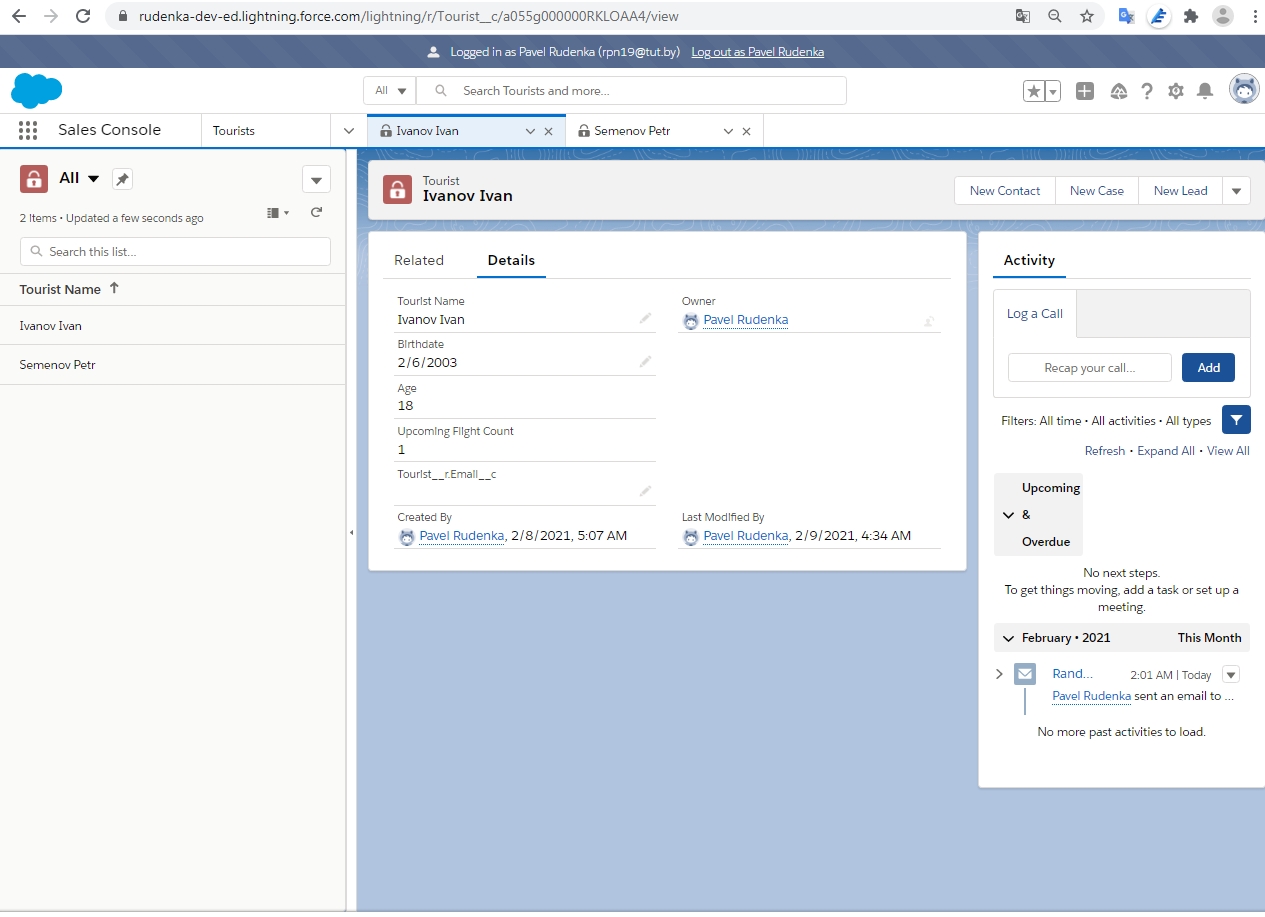 rudenka-dev-ed.lightning.force.com/lightning/r/Tourist__c/a055g000000RKLOAA4/view
Logged in as Pavel Rudenka (rpn19@tut.by) Log out as Pavel Rudenka
All Search Tourists and more...
Sales Console Tourists Ivanov Ivan Semenov Petr
All
2 Items • Updated a few seconds ago
Search this list...
Tourist Name
Ivanov Ivan
Semenov Petr
Tourist
Ivanov Ivan
New Contact New Case New Lead
Related Details
Tourist Name
Ivanov Ivan
Owner
Pavel Rudenka
Birthdate
2/6/2003
Age
18
Upcoming Flight Count
1
Tourist__r.Email__c
Created By
Pavel Rudenka, 2/8/2021, 5:07 AM
Last Modified By
Pavel Rudenka, 2/9/2021, 4:34 AM
Activity
Log a Call
Recap your call... Add
Filters: All time • All activities • All types
Refresh • Expand All • View All
Upcoming
&
Overdue
No next steps.
To get things moving, add a task or set up a
meeting.
February • 2021 This Month
Rand... 2:01 AM | Today
Pavel Rudenka sent an email to ...
No more past activities to load.